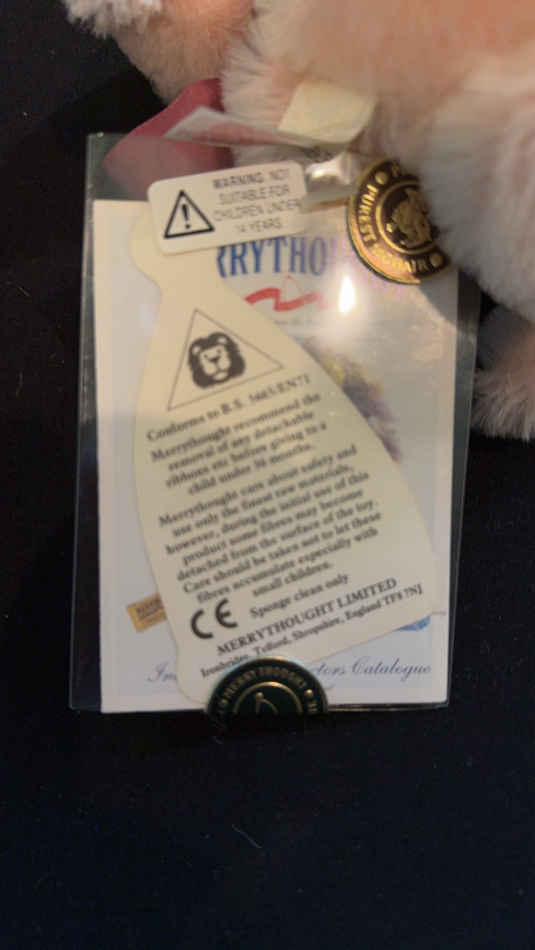 WARNING. NOT
SUITABLE FOR
CHILDREN UNDER
14 YEARS
PUREST MOHAIR
RRYTHO
Conforms to B.S. 5665/EN71
Merrythought recommend the
removal of any detachable
ribbons etc before giving to a
child under 36 months.
Merrythought care about safety and
use only the finest raw materials,
however, during the initial use of this
product some fibres may become
detached from the surface of the toy.
Care should be taken not to let these
fibres accumulate especially with
small children.
CE Sponge clean only
MERRYTHOUGHT LIMITED
Ironbridge, Telford, Shropshire, England TF8 7NJ
ctors Catalogue
MERRYTHOUGHT